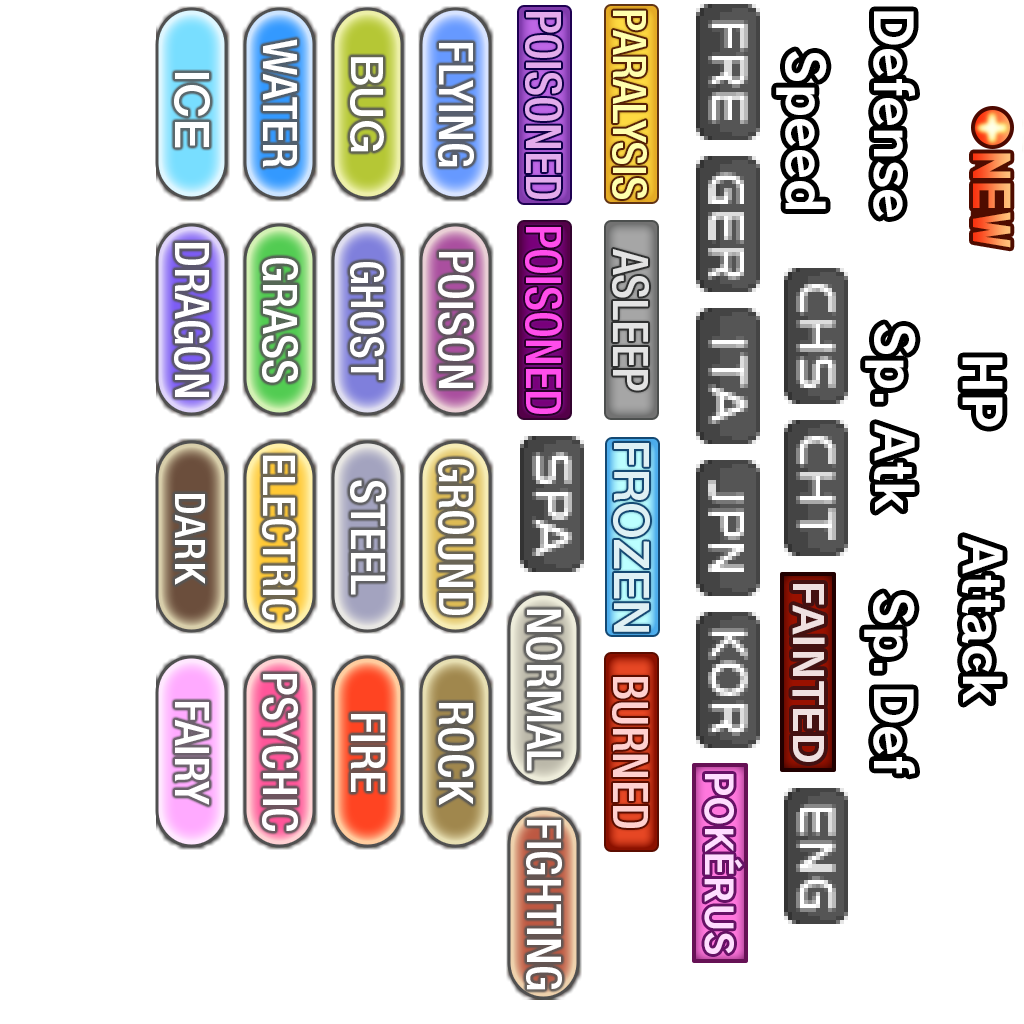 NEW
HP
Attack
Defense
Sp. Atk
Sp. Def
Speed
CHS
CHT
FAINTED
ENG
FRE
GER
ITA
JPN
KOR
POKÉRUS
PARALYSIS
ASLEEP
FROZEN
BURNED
POISONED
POISONED
SPA
NORMAL
FIGHTING
FLYING
POISON
GROUND
ROCK
BUG
GHOST
STEEL
FIRE
WATER
GRASS
ELECTRIC
PSYCHIC
ICE
DRAGON
DARK
FAIRY